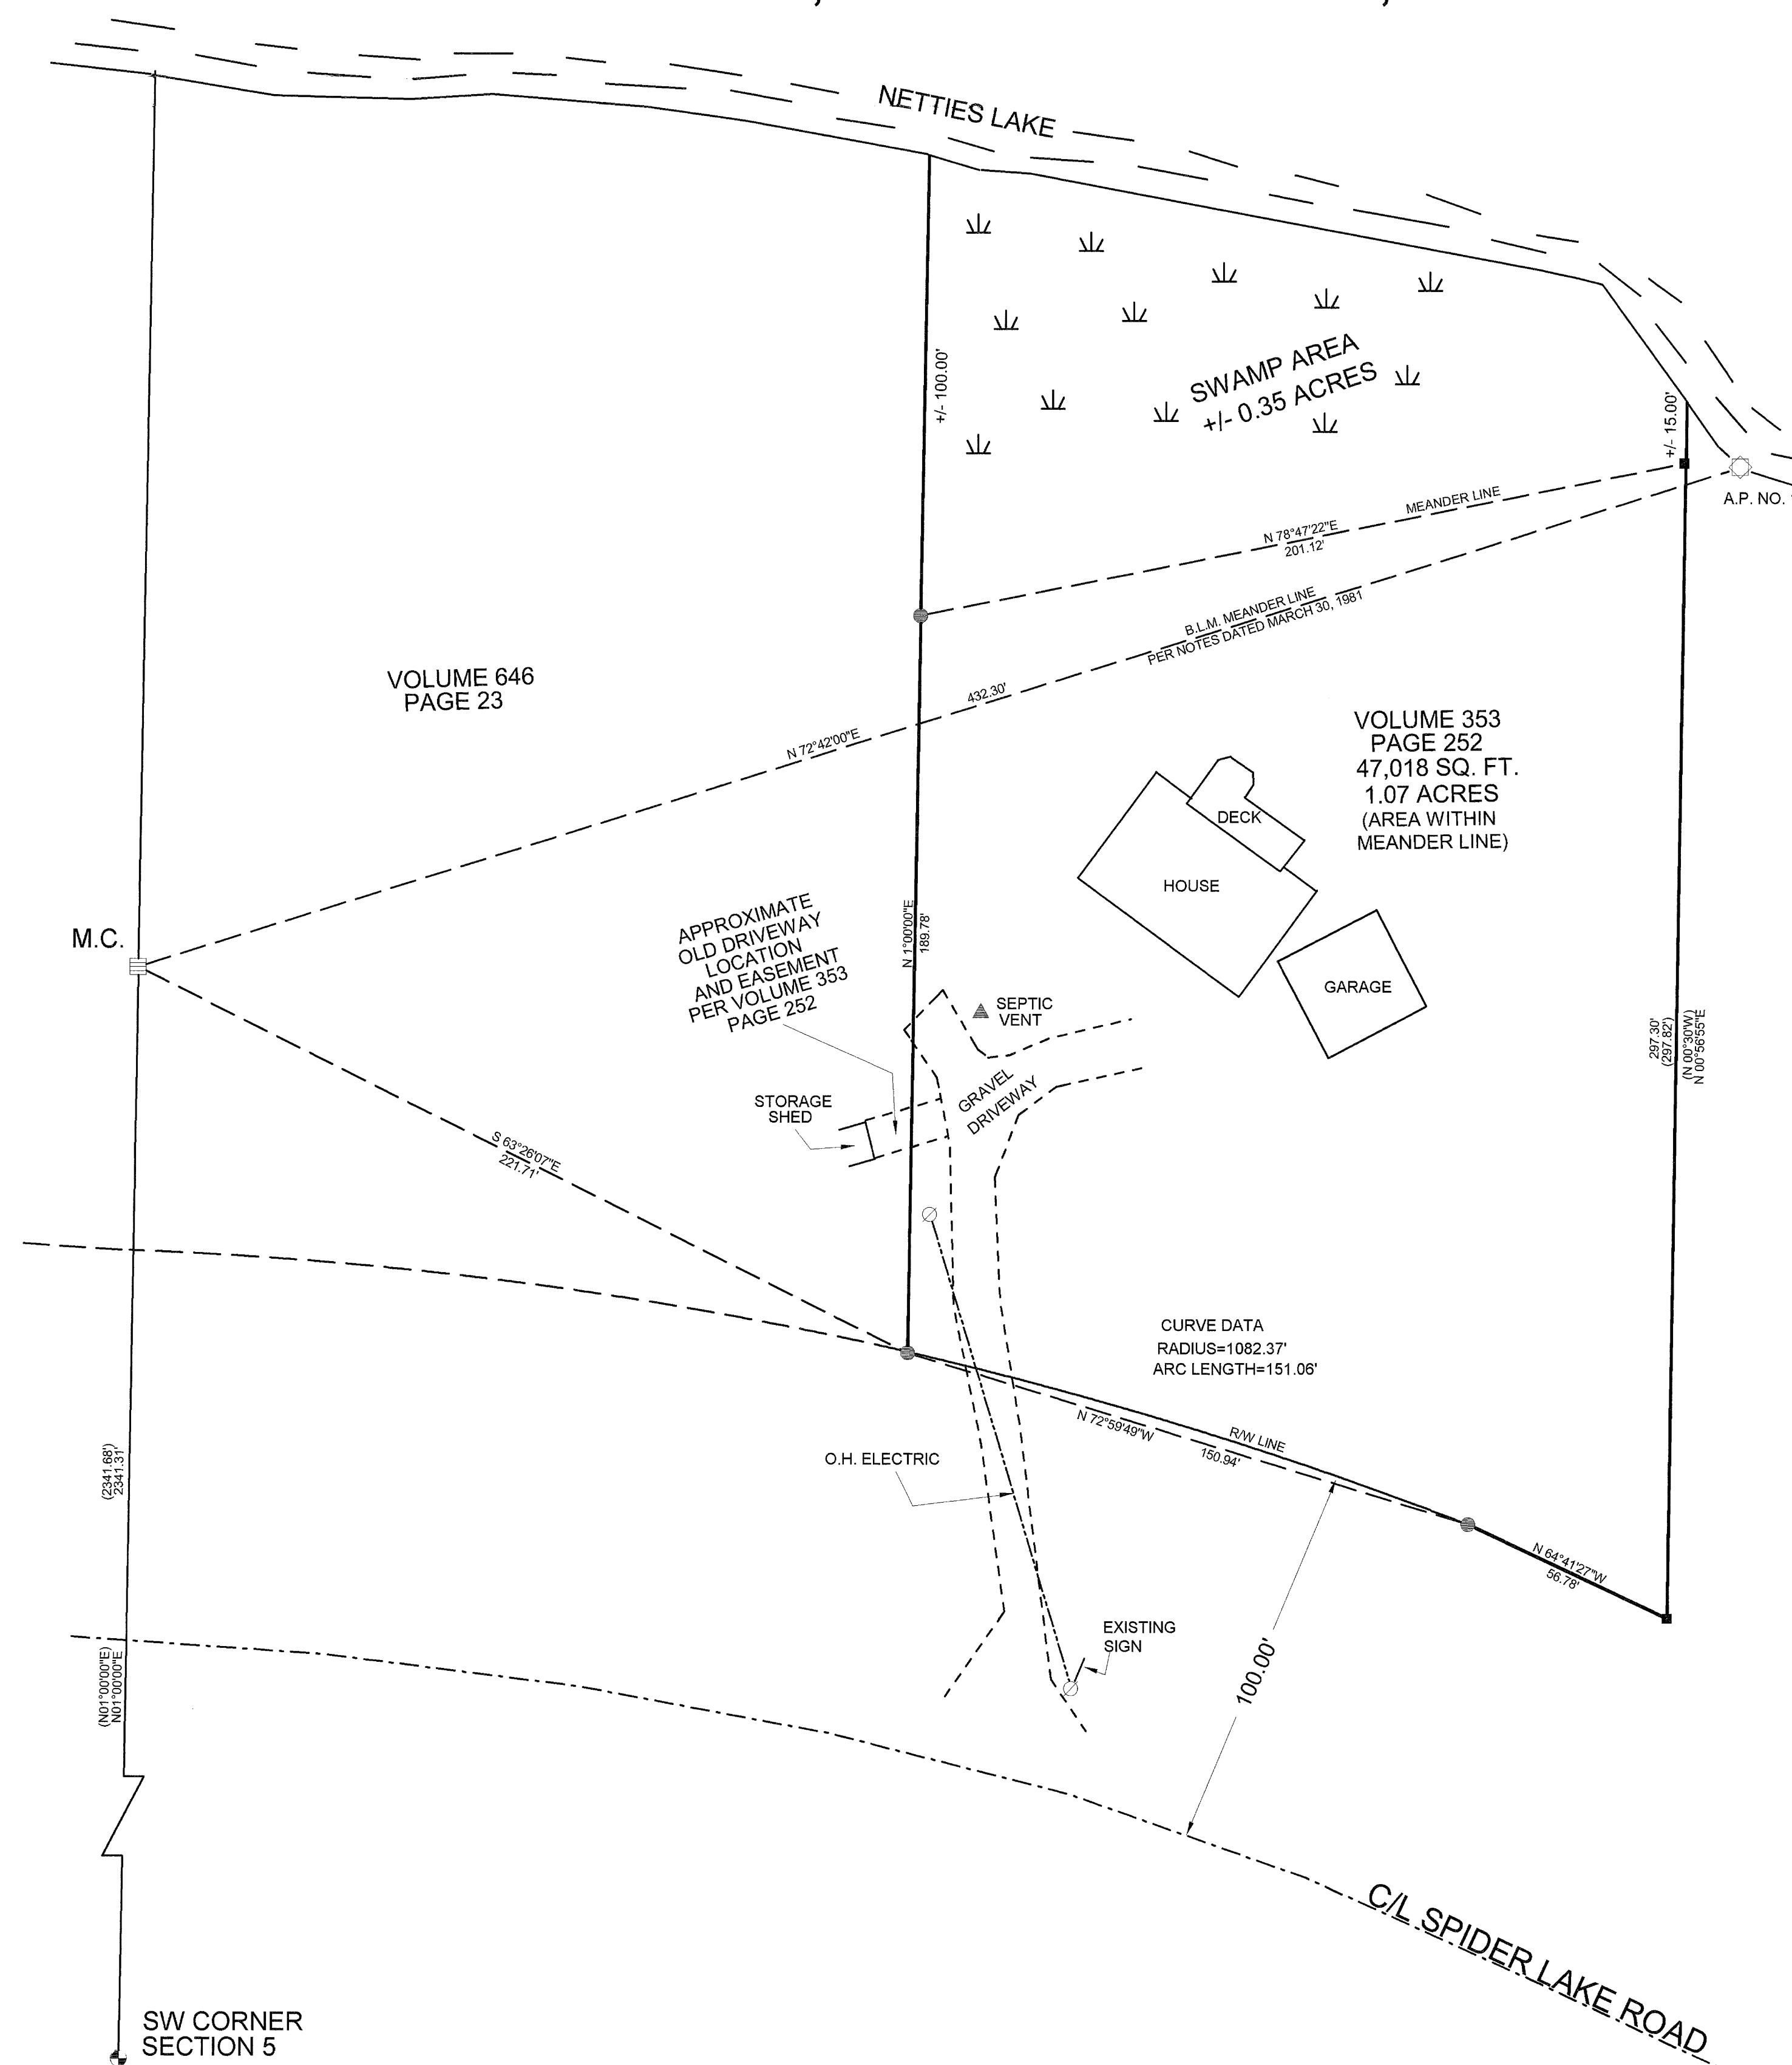 NETTIES LAKE
+/- 100.00'
SWAMP AREA
+/- 0.35 ACRES
+/- 15.00'
A.P. NO.
MEANDER LINE
N 78°47'22"E
201.12'
B.L.M. MEANDER LINE
PER NOTES DATED MARCH 30, 1981
432.30'
N 72°42'00"E
VOLUME 646
PAGE 23
VOLUME 353
PAGE 252
47,018 SQ. FT.
1.07 ACRES
(AREA WITHIN
MEANDER LINE)
DECK
HOUSE
GARAGE
M.C.
APPROXIMATE
OLD DRIVEWAY
LOCATION
AND EASEMENT
PER VOLUME 353
PAGE 252
N 1°00'00"E
189.78'
SEPTIC
VENT
GRAVEL
DRIVEWAY
STORAGE
SHED
297.30'
(297.82')
(N 00°30'W)
N 00°56'55"E
S 63°26'07"E
221.71'
CURVE DATA
RADIUS=1082.37'
ARC LENGTH=151.06'
N 72°59'49"W
R/W LINE
150.94'
O.H. ELECTRIC
(2341.68')
2341.31'
N 64°41'27"W
56.78'
EXISTING
SIGN
100.00'
(N01°00'00"E)
N01°00'00"E
C/L SPIDER LAKE ROAD
SW CORNER
SECTION 5